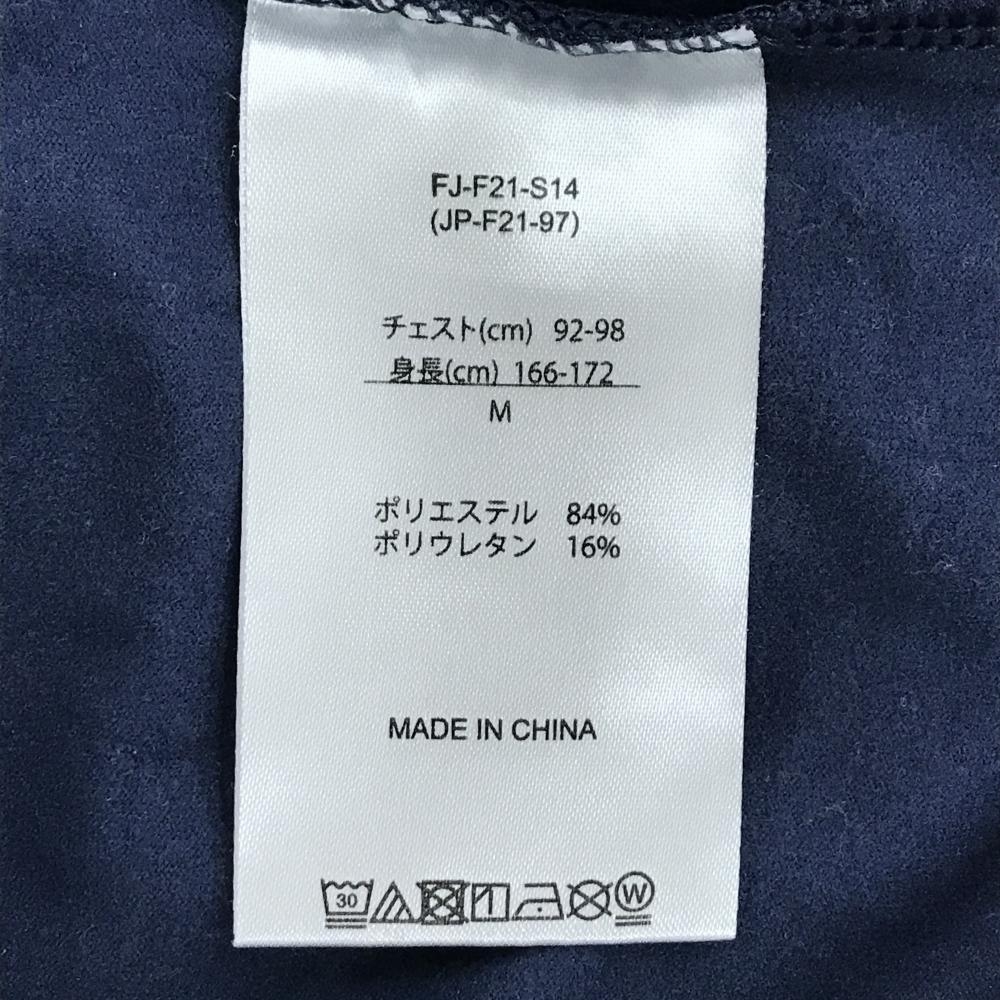 FJ-F21-S14
(JP-F21-97)
チェスト(cm) 92-98
身長(cm) 166-172
M
ポリエステル 84%
ポリウレタン 16%
MADE IN CHINA
30 W